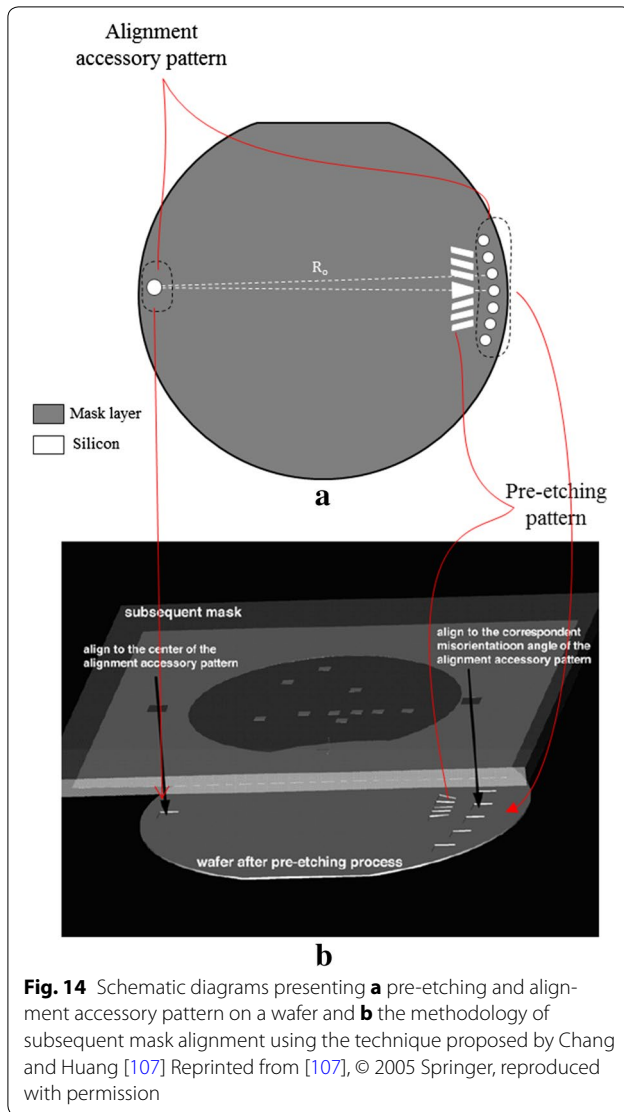 Alignment
accessory pattern
R₀
Mask layer
Silicon
a
Pre-etching
pattern
subsequent mask
align to the center of the
alignment accessory pattern
align to the correspondent
misorientatioon angle of the
alignment accessory pattern
wafer after pre-etching process
b
Fig. 14 Schematic diagrams presenting a pre-etching and align-
ment accessory pattern on a wafer and b the methodology of
subsequent mask alignment using the technique proposed by Chang
and Huang [107] Reprinted from [107], © 2005 Springer, reproduced
with permission